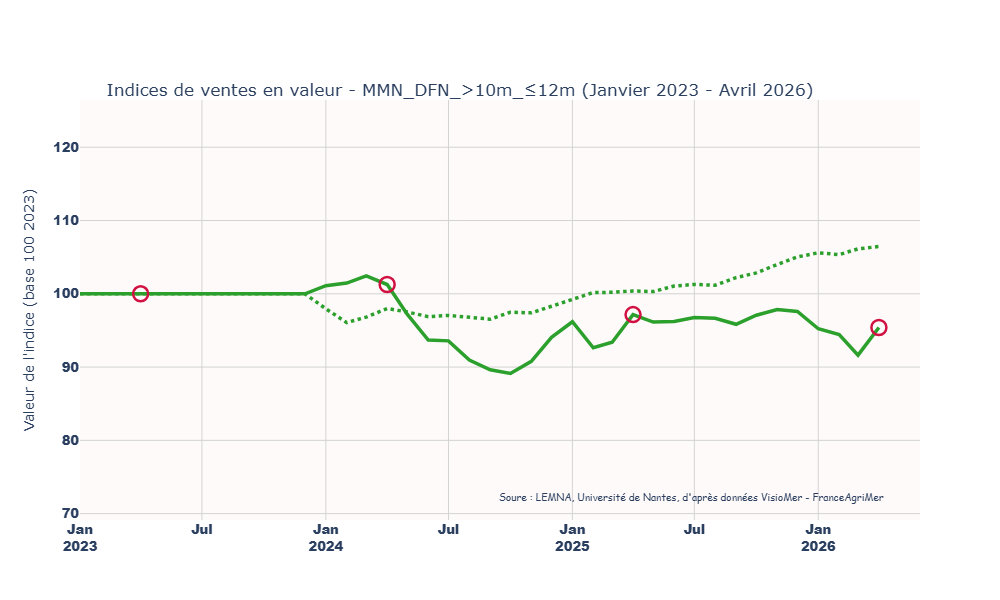 Indices de ventes en valeur - MMN_DFN_>10m_≤12m (Janvier 2023 - Avril 2026)
Valeur de l'indice (base 100 2023)
120
110
100
90
80
70
Soure : LEMNA, Université de Nantes, d'après données VisioMer - FranceAgriMer
Jan Jul Jan Jul Jan Jul Jan
2023 2024 2025 2026